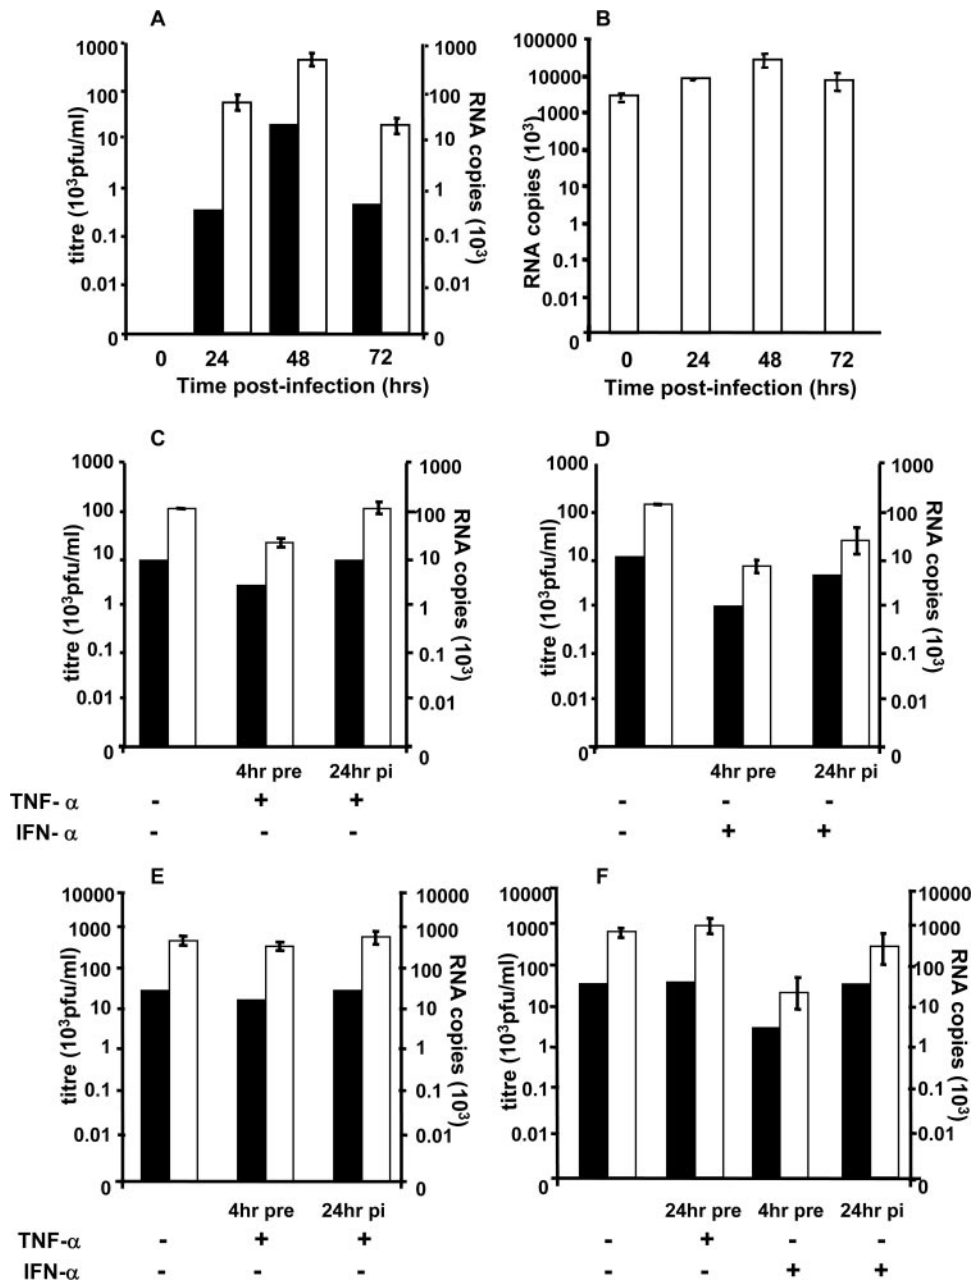 A
1000
100
10
1
0.1
0.01
0
titre (10³pfu/ml)
1000
100
10
1
0.1
0.01
0
RNA copies (10³)
0 24 48 72
Time post-infection (hrs)
B
100000
10000
1000
100
10
1
0.1
0.01
0
RNA copies (10³)
0 24 48 72
Time post-infection (hrs)
C
1000
100
10
1
0.1
0.01
0
titre (10³pfu/ml)
1000
100
10
1
0.1
0.01
0
RNA copies (10³)
4hr pre 24hr pi
TNF- α - + +
IFN- α - - -
D
1000
100
10
1
0.1
0.01
0
titre (10³pfu/ml)
1000
100
10
1
0.1
0.01
0
RNA copies (10³)
4hr pre 24hr pi
- - -
- + +
E
10000
1000
100
10
1
0.1
0.01
0
titre (10³pfu/ml)
10000
1000
100
10
1
0.1
0.01
0
RNA copies (10³)
4hr pre 24hr pi
TNF-α - + +
IFN-α - - -
F
10000
1000
100
10
1
0.1
0.01
0
titre (10³pfu/ml)
10000
1000
100
10
1
0.1
0.01
0
RNA copies (10³)
24hr pre 4hr pre 24hr pi
- + - -
- - + +